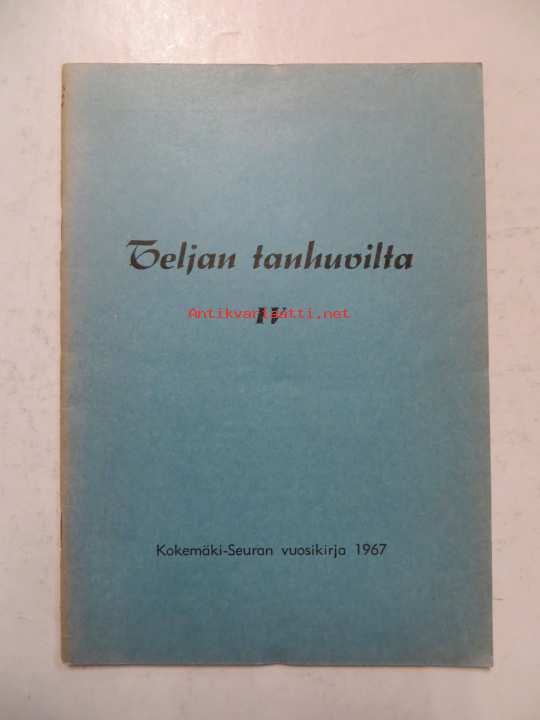 Teljan tanhuvilta
IV
Antikvariaatti.net
Kokemäki-Seuran vuosikirja 1967